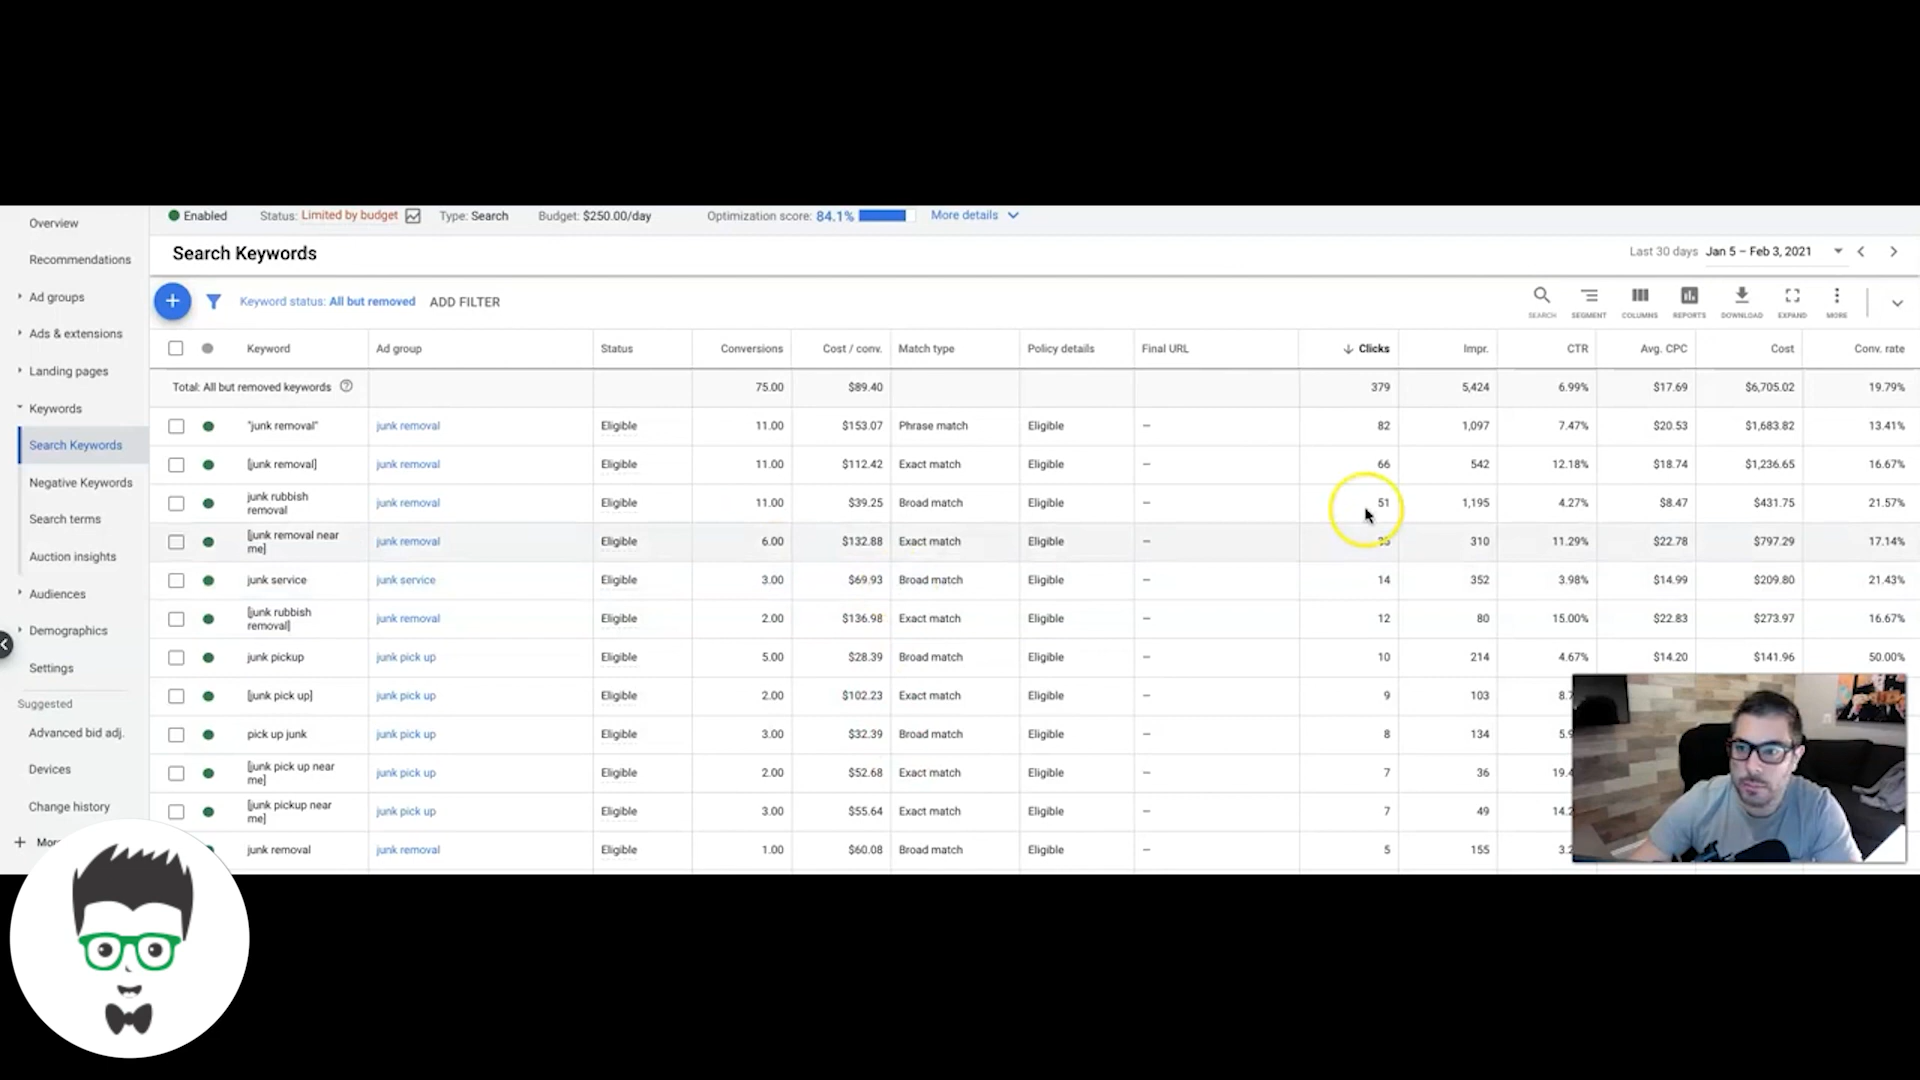 Overview
Recommendations
Ad groups
Ads & extensions
Landing pages
Keywords
Search Keywords
Negative Keywords
Search terms
Auction insights
Audiences
Demographics
Settings
Suggested
Advanced bid adj.
Devices
Change history
Enabled Status: Limited by budget Type: Search Budget: $250.00/day Optimization score: 84.1% More details
Search Keywords
Last 30 days Jan 5 – Feb 3, 2021
+ Keyword status: All but removed ADD FILTER
SEARCH SEGMENT COLUMNS REPORTS DOWNLOAD EXPAND MORE
Keyword Ad group Status Conversions Cost / conv. Match type Policy details Final URL Clicks Impr. CTR Avg. CPC Cost Conv. rate
Total: All but removed keywords 75.00 $89.40 379 5,424 6.99% $17.69 $6,705.02 19.79%
"junk removal" junk removal Eligible 11.00 $153.07 Phrase match Eligible – 82 1,097 7.47% $20.53 $1,683.82 13.41%
[junk removal] junk removal Eligible 11.00 $112.42 Exact match Eligible – 66 542 12.18% $18.74 $1,236.65 16.67%
junk rubbish
removal junk removal Eligible 11.00 $39.25 Broad match Eligible – 51 1,195 4.27% $8.47 $431.75 21.57%
[junk removal near
me] junk removal Eligible 6.00 $132.88 Exact match Eligible – 310 11.29% $22.78 $797.29 17.14%
junk service junk service Eligible 3.00 $69.93 Broad match Eligible – 14 352 3.98% $14.99 $209.80 21.43%
[junk rubbish
removal] junk removal Eligible 2.00 $136.98 Exact match Eligible – 12 80 15.00% $22.83 $273.97 16.67%
junk pickup junk pick up Eligible 5.00 $28.39 Broad match Eligible – 10 214 4.67% $14.20 $141.96 50.00%
[junk pick up] junk pick up Eligible 2.00 $102.23 Exact match Eligible – 9 103
pick up junk junk pick up Eligible 3.00 $32.39 Broad match Eligible – 8 134
[junk pick up near
me] junk pick up Eligible 2.00 $52.68 Exact match Eligible – 7 36
[junk pickup near
me] junk pick up Eligible 3.00 $55.64 Exact match Eligible – 7 49
junk removal junk removal Eligible 1.00 $60.08 Broad match Eligible – 5 155